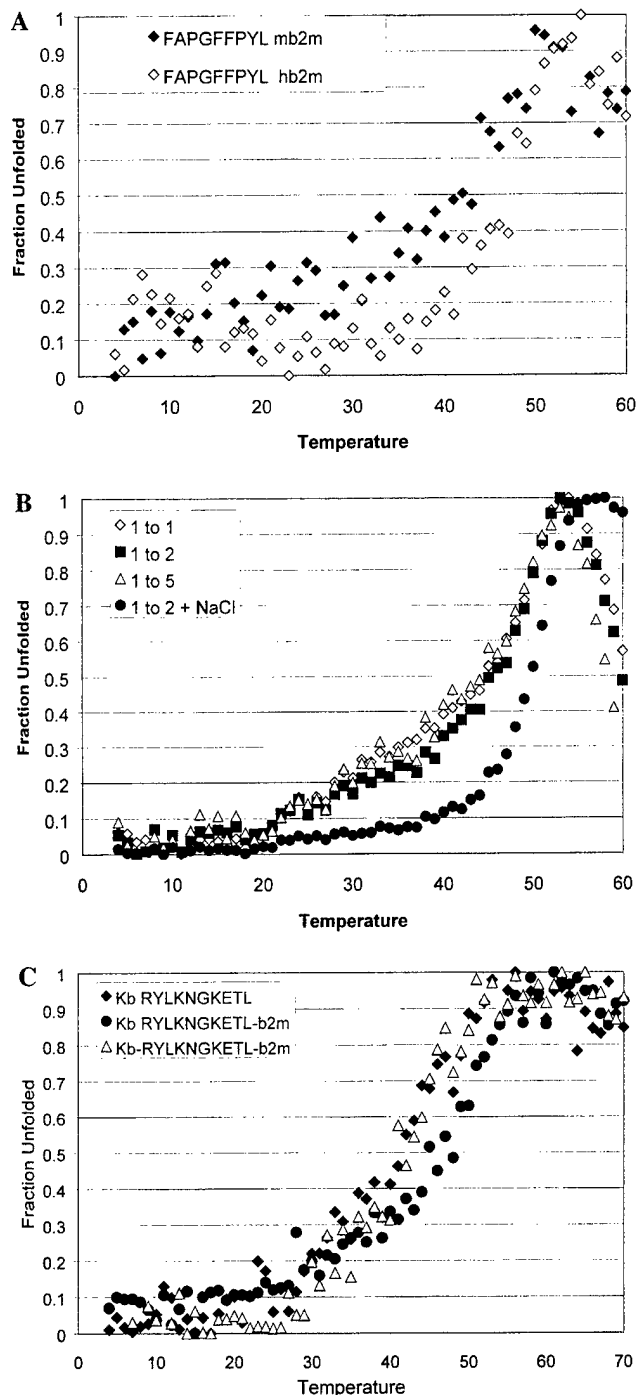 A
◆ FAPGFFPYL mb2m
◇ FAPGFFPYL hb2m
1
0.9
0.8
0.7
0.6
0.5
0.4
0.3
0.2
0.1
0
Fraction Unfolded
0 10 20 30 40 50 60
Temperature
B
◇ 1 to 1
■ 1 to 2
△ 1 to 5
● 1 to 2 + NaCl
1
0.9
0.8
0.7
0.6
0.5
0.4
0.3
0.2
0.1
0
Fraction Unfolded
0 10 20 30 40 50 60
Temperature
C
◆ Kb RYLKNGKETL
● Kb RYLKNGKETL-b2m
△ Kb-RYLKNGKETL-b2m
1
0.9
0.8
0.7
0.6
0.5
0.4
0.3
0.2
0.1
0
Fraction Unfolded
0 10 20 30 40 50 60 70
Temperature